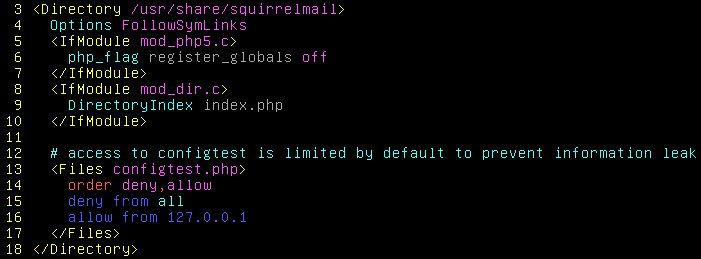 3 <Directory /usr/share/squirrelmail>
4   Options FollowSymLinks
5   <IfModule mod_php5.c>
6     php_flag register_globals off
7   </IfModule>
8   <IfModule mod_dir.c>
9     DirectoryIndex index.php
10   </IfModule>
11
12   # access to configtest is limited by default to prevent information leak
13   <Files configtest.php>
14     order deny,allow
15     deny from all
16     allow from 127.0.0.1
17   </Files>
18 </Directory>